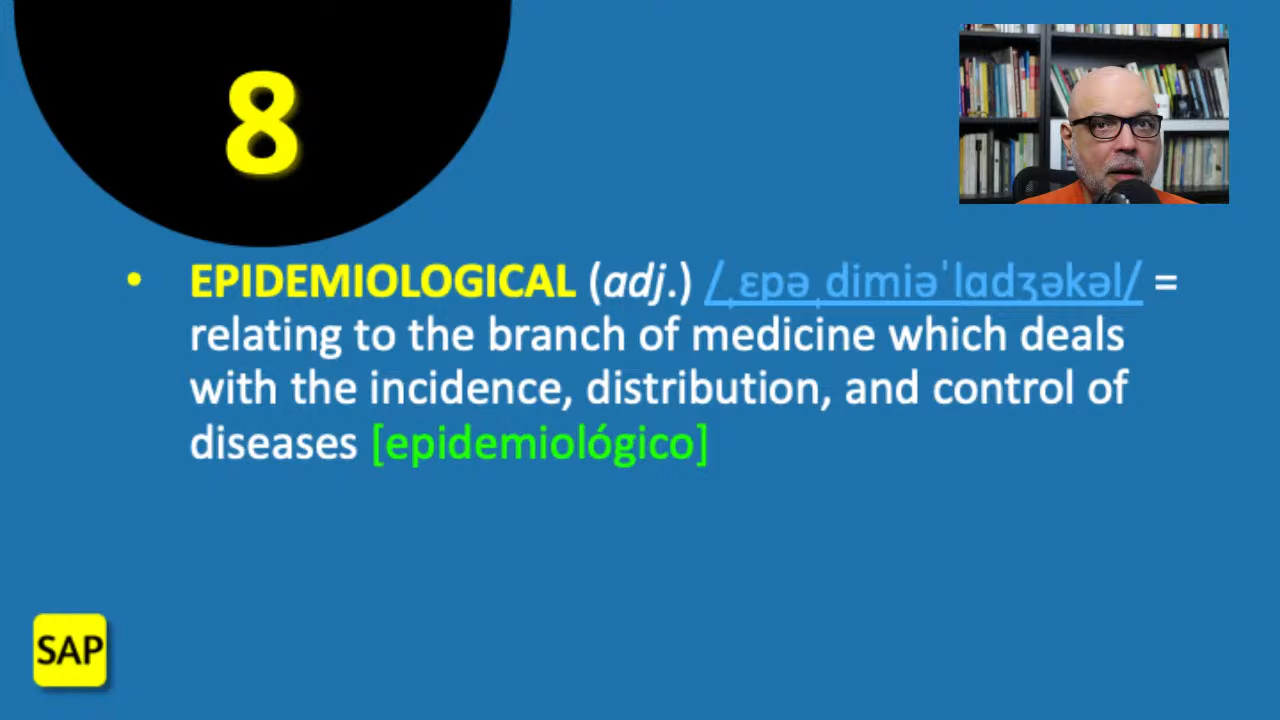 8
• EPIDEMIOLOGICAL (adj.) /ˌɛpəˌdimiəˈlɑdʒəkəl/ =
relating to the branch of medicine which deals
with the incidence, distribution, and control of
diseases [epidemiológico]
SAP